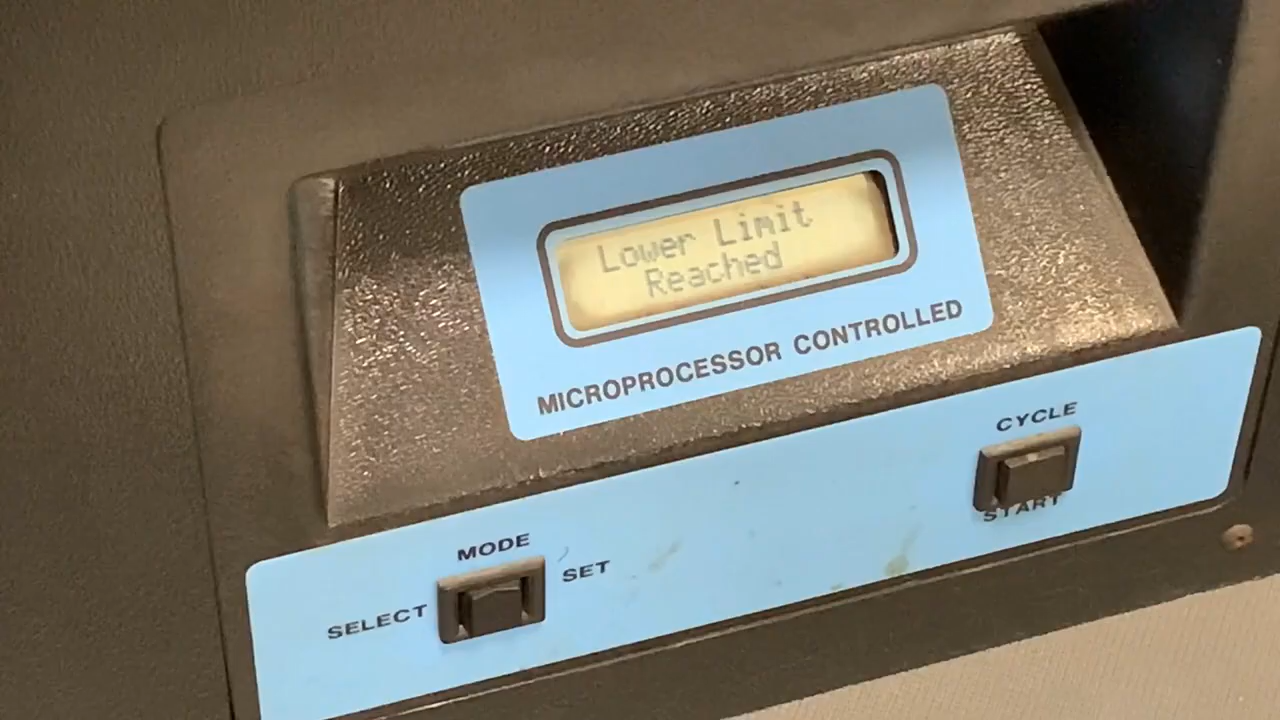 Lower Limit
Reached
MICROPROCESSOR CONTROLLED
CYCLE
START
MODE
SET
SELECT